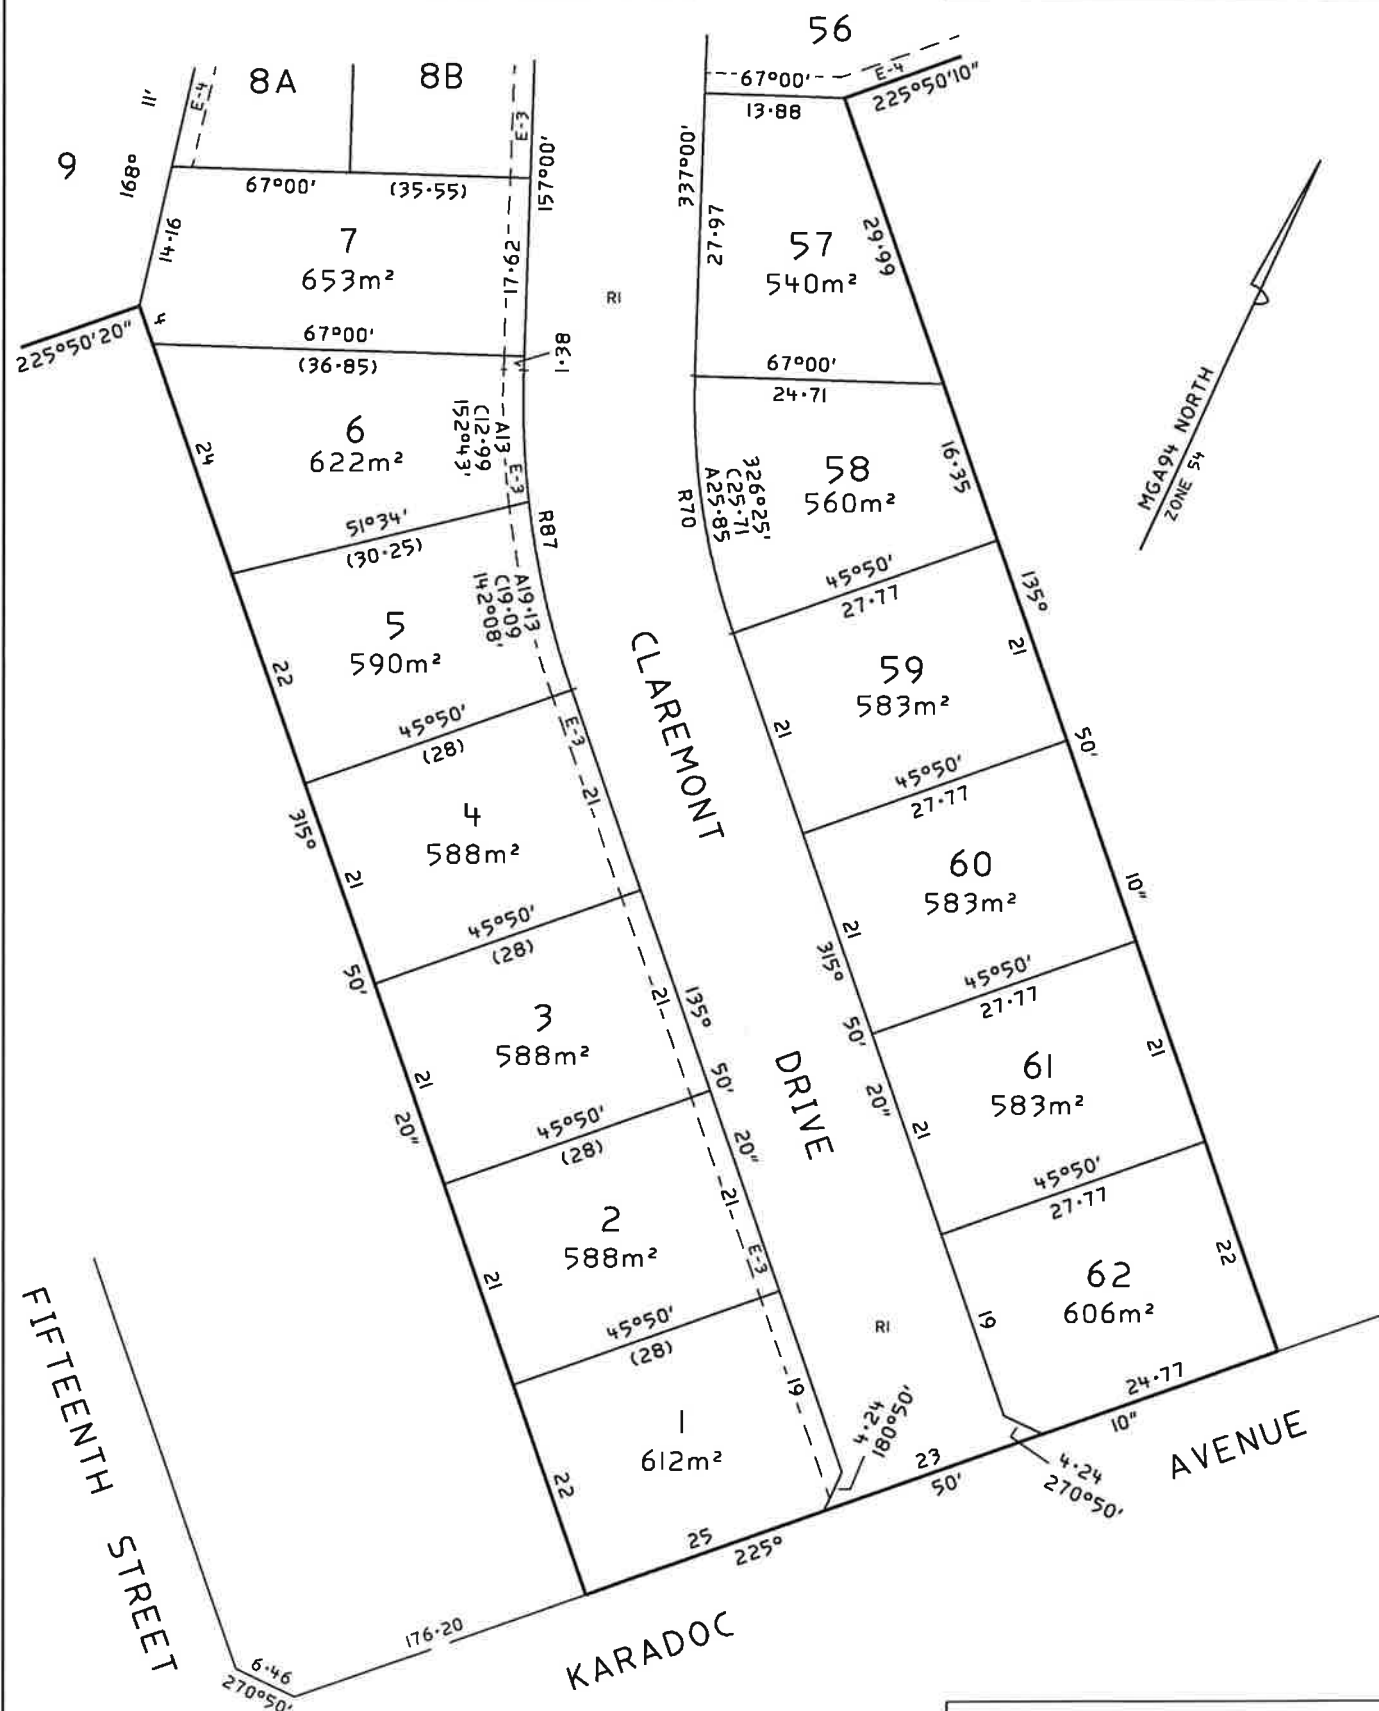 56
8A
8B
E-4
E-3
67°00'
E-4
225°50'10"
13·88
11'
168°
9
157°00'
337°00'
67°00'
(35·55)
14·16
7
653m²
17·62
R1
27·97
57
540m²
29·99
4
225°50'20"
67°00'
(36·85)
1·38
67°00'
24·71
MGA94 NORTH
ZONE 54
6
622m²
24
A13
C12·99
152°43'
E-3
R87
R70
326°25'
C25·71
A25·85
58
560m²
16·35
51°34'
(30·25)
45°50'
27·77
135°
5
590m²
22
A19·13
C19·09
142°08'
CLAREMONT
59
583m²
21
21
45°50'
(28)
E-3
45°50'
27·77
50'
4
588m²
21
315°
21
60
583m²
21
315°
10"
45°50'
(28)
45°50'
27·77
50'
3
588m²
21
21
135°
50'
DRIVE
50'
20"
61
583m²
21
21
20"
45°50'
(28)
20"
45°50'
27·77
2
588m²
21
21
E-3
62
606m²
22
19
45°50'
(28)
R1
FIFTEENTH
STREET
1
612m²
22
19
4·24
180°50'
24·77
10"
23
50'
4·24
270°50'
AVENUE
25
225°
176·20
KARADOC
6·46
270°50'